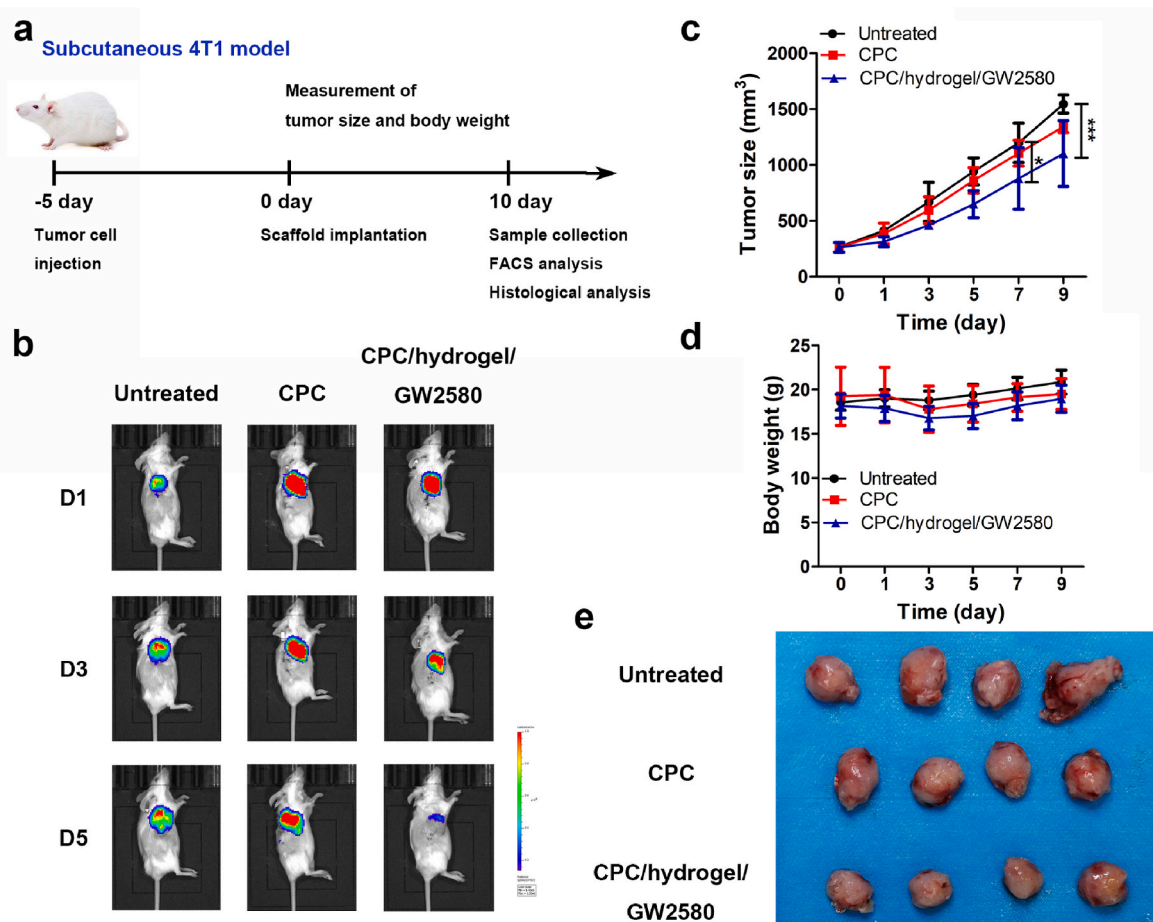 a
Subcutaneous 4T1 model
Measurement of
tumor size and body weight
-5 day
0 day
10 day
Tumor cell
injection
Scaffold implantation
Sample collection
FACS analysis
Histological analysis
b
Untreated
CPC
CPC/hydrogel/
GW2580
D1
D3
D5
c
Untreated
CPC
CPC/hydrogel/GW2580
Tumor size (mm³)
2000
1500
1000
500
0
*
***
0 1 3 5 7 9
Time (day)
d
Body weight (g)
25
20
15
10
5
0
Untreated
CPC
CPC/hydrogel/GW2580
0 1 3 5 7 9
Time (day)
e
Untreated
CPC
CPC/hydrogel/
GW2580